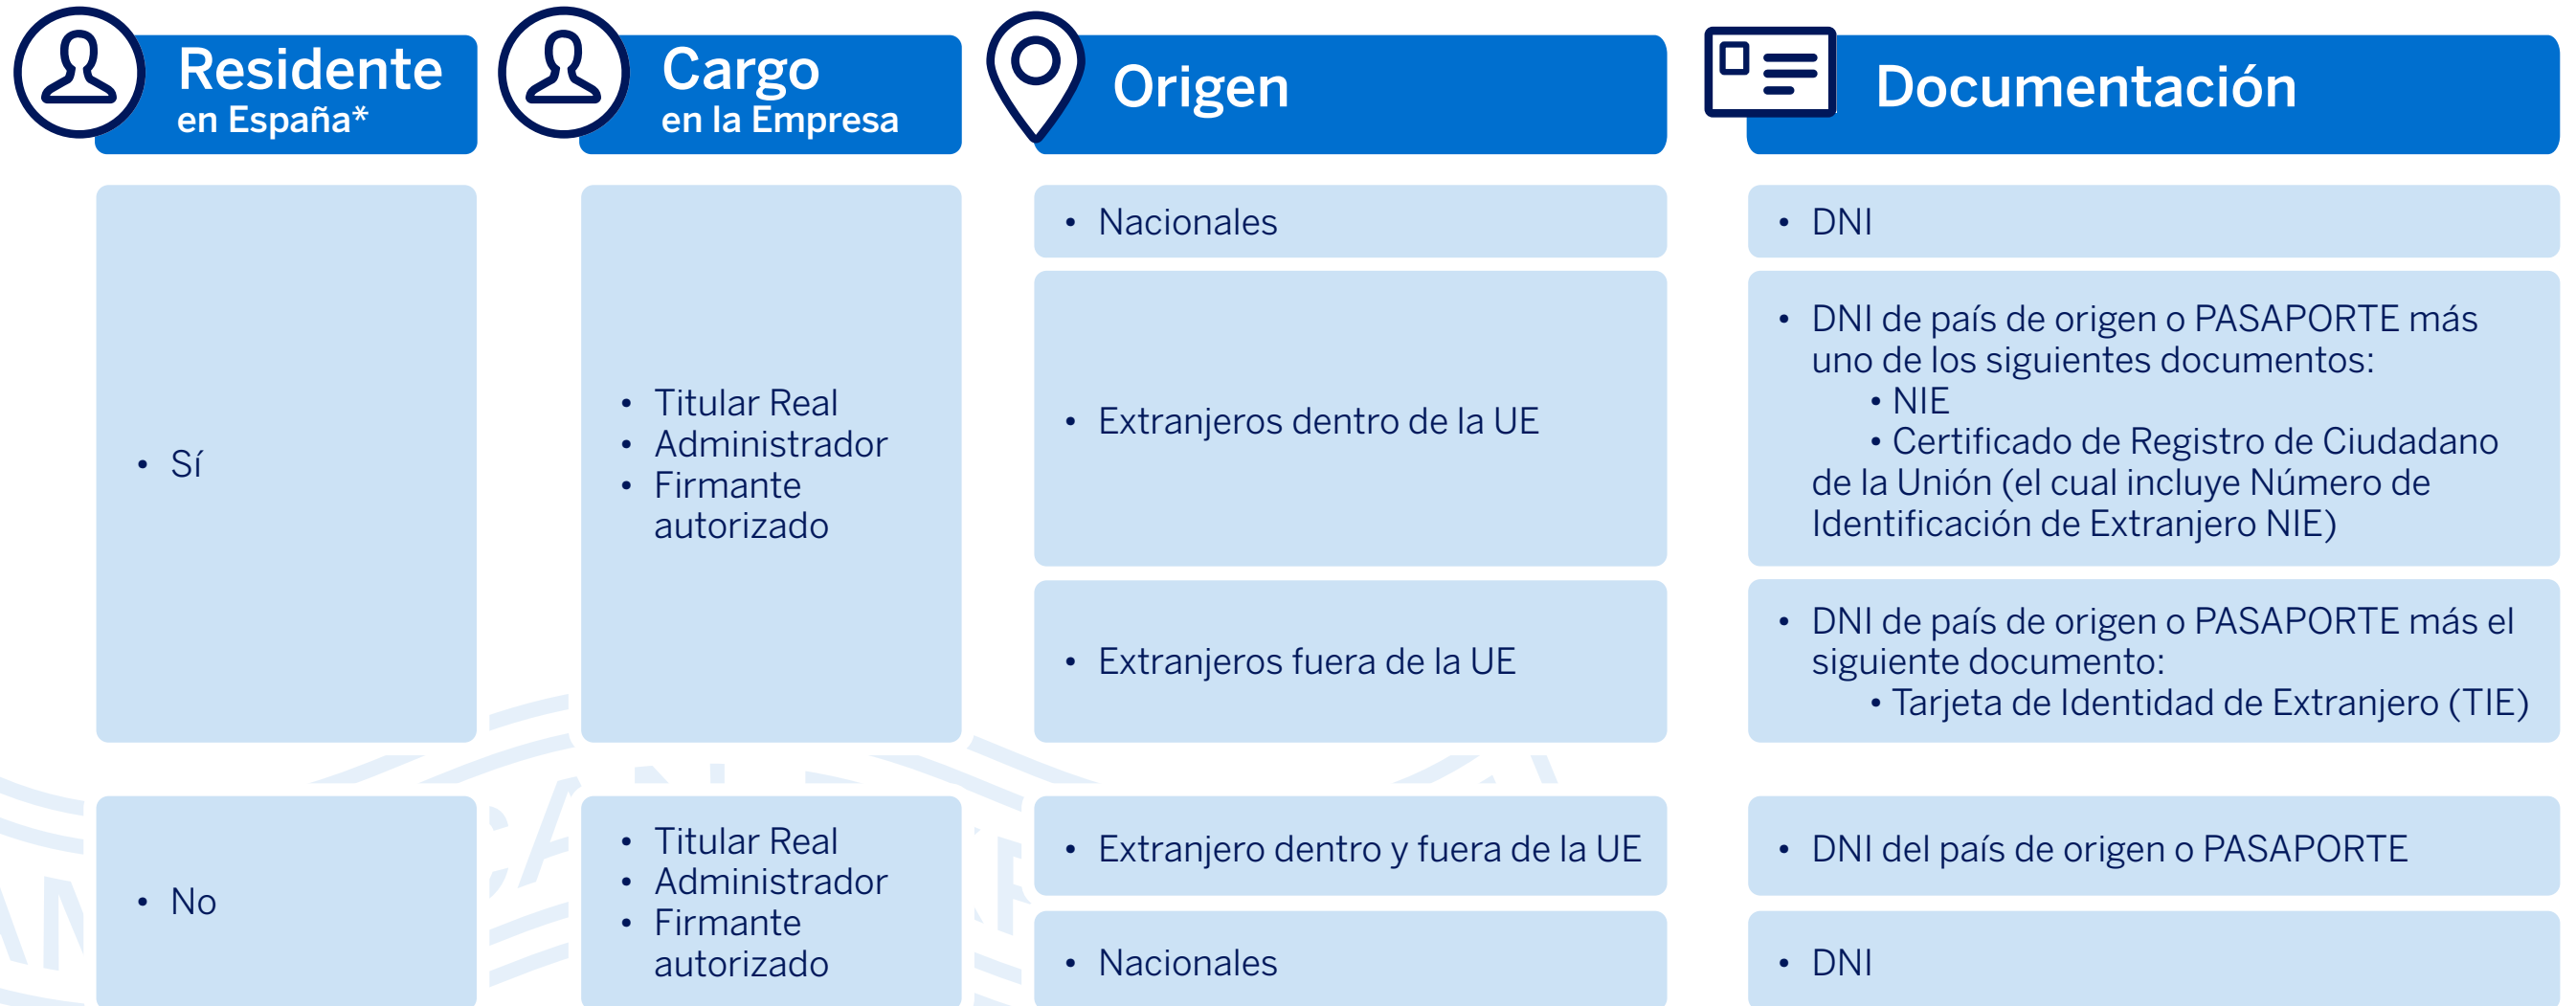 Residente
en España*
Cargo
en la Empresa
Origen
Documentación
• Sí
• Titular Real
• Administrador
• Firmante
autorizado
• Nacionales
• DNI
• Extranjeros dentro de la UE
• DNI de país de origen o PASAPORTE más
uno de los siguientes documentos:
• NIE
• Certificado de Registro de Ciudadano
de la Unión (el cual incluye Número de
Identificación de Extranjero NIE)
• Extranjeros fuera de la UE
• DNI de país de origen o PASAPORTE más el
siguiente documento:
• Tarjeta de Identidad de Extranjero (TIE)
• No
• Titular Real
• Administrador
• Firmante
autorizado
• Extranjero dentro y fuera de la UE
• DNI del país de origen o PASAPORTE
• Nacionales
• DNI